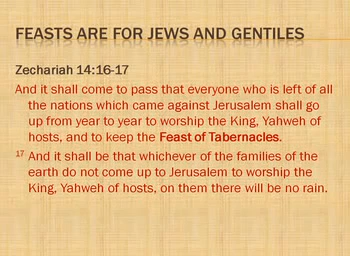 FEASTS ARE FOR JEWS AND GENTILES
Zechariah 14:16-17
And it shall come to pass that everyone who is left of all
the nations which came against Jerusalem shall go
up from year to year to worship the King, Yahweh of
hosts, and to keep the Feast of Tabernacles.
17 And it shall be that whichever of the families of the
earth do not come up to Jerusalem to worship the
King, Yahweh of hosts, on them there will be no rain.